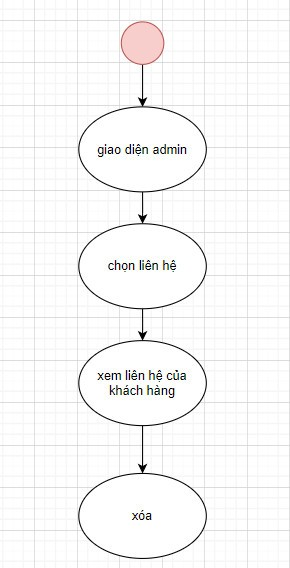 giao diện admin
chọn liên hệ
xem liên hệ của
khách hàng
xóa